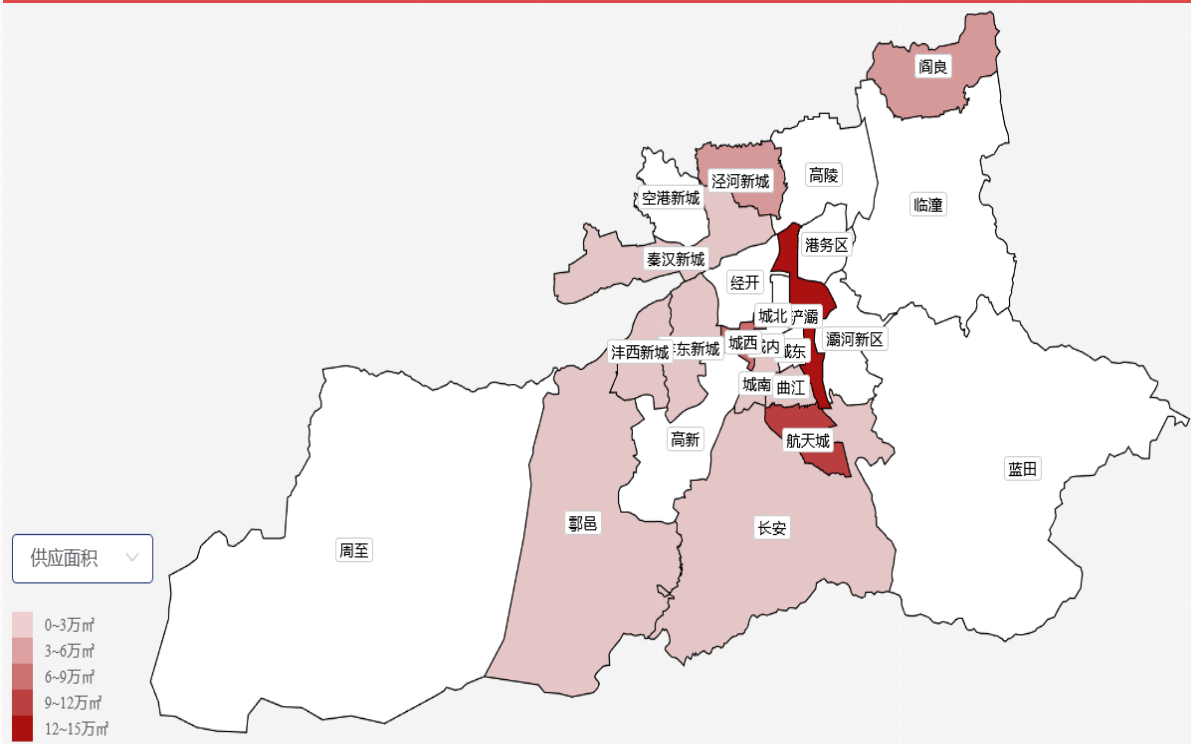 阎良
泾河新城
高陵
空港新城
临潼
港务区
秦汉新城
经开
城北
浐灞
灞河新区
沣西新城
沣东新城
城西
城内
城东
城南
曲江
高新
航天城
蓝田
鄠邑
长安
周至
供应面积
0~3万㎡
3~6万㎡
6~9万㎡
9~12万㎡
12~15万㎡